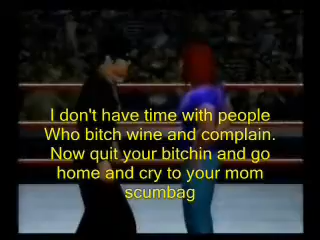 I don't have time with people
Who bitch wine and complain.
Now quit your bitchin and go
home and cry to your mom
scumbag